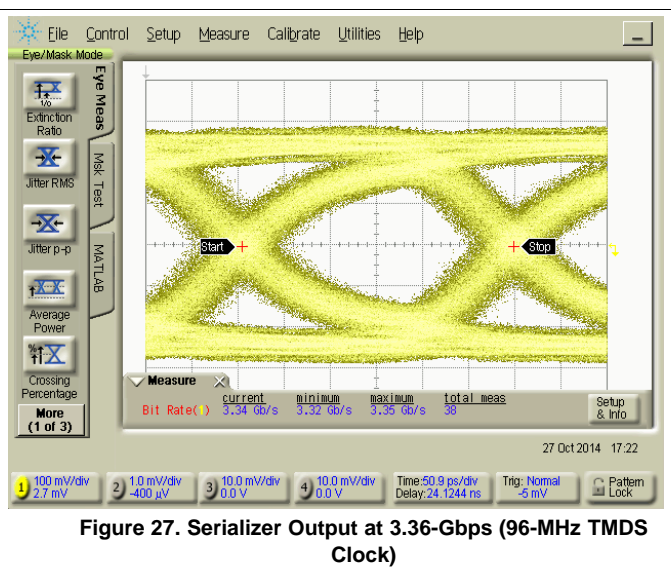 File Control Setup Measure Calibrate Utilities Help
Eye/Mask Mode
Eye Meas
Msk Test
MATLAB
1/0
Extinction
Ratio
Jitter RMS
Jitter p-p
Average
Power
%
Crossing
Percentage
More
(1 of 3)
Start
Stop
Measure
current minimum maximum total meas
Bit Rate(1) 3.34 Gb/s 3.32 Gb/s 3.35 Gb/s 38
Setup
& Info
27 Oct 2014 17:22
1 100 mV/div
2.7 mV
2 1.0 mV/div
-400 µV
3 10.0 mV/div
0.0 V
4 10.0 mV/div
0.0 V
Time:50.9 ps/div
Delay:24.1244 ns
Trig: Normal
-5 mV
Pattern
Lock
Figure 27. Serializer Output at 3.36-Gbps (96-MHz TMDS
Clock)